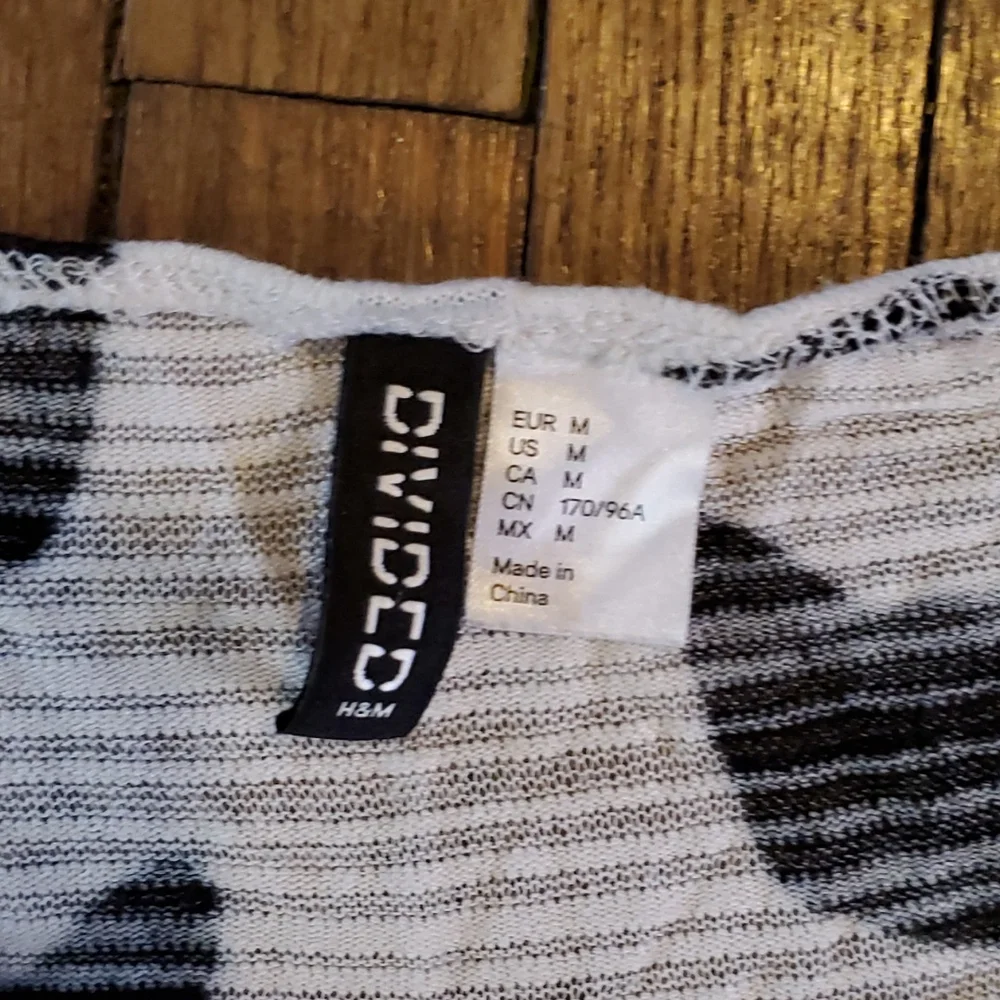 DIVIDED
H&M
EUR M
US M
CA M
CN 170/96A
MX M
Made in
China